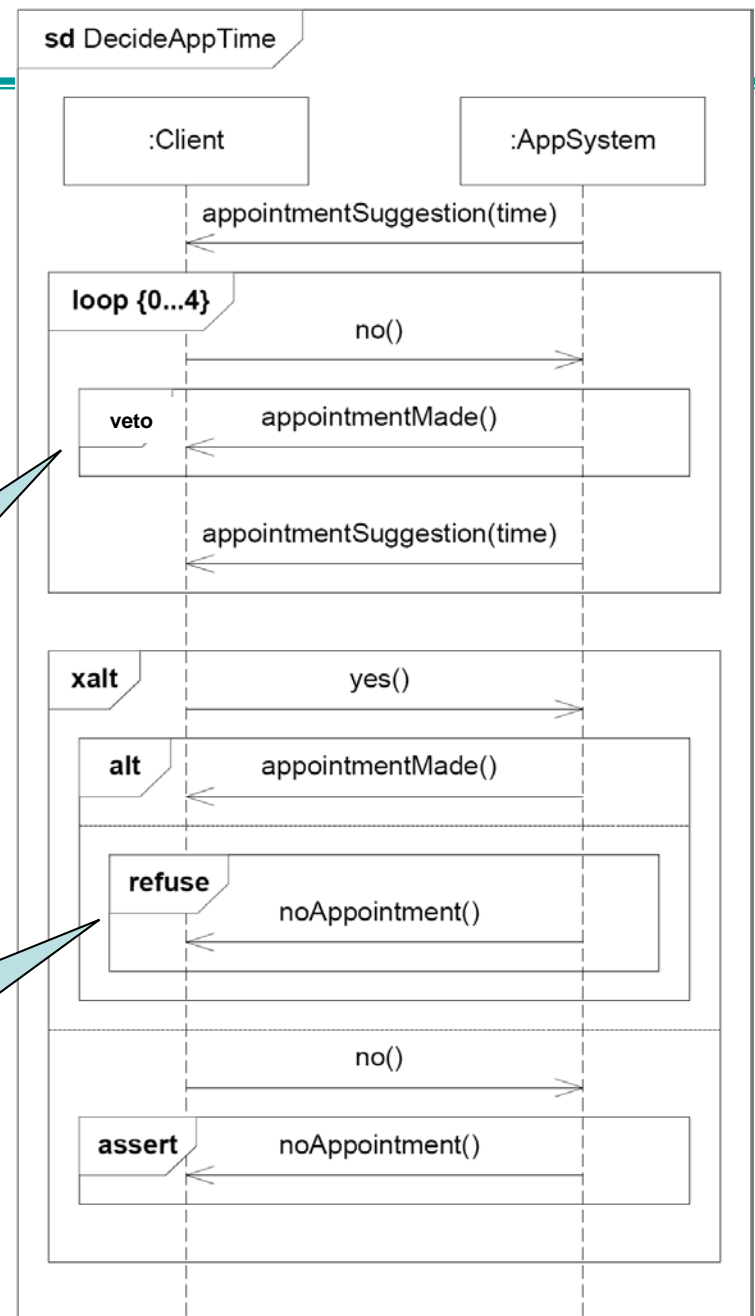 sd DecideAppTime
:Client
:AppSystem
appointmentSuggestion(time)
loop {0...4}
no()
veto
appointmentMade()
appointmentSuggestion(time)
xalt
yes()
alt
appointmentMade()
refuse
noAppointment()
no()
assert
noAppointment()